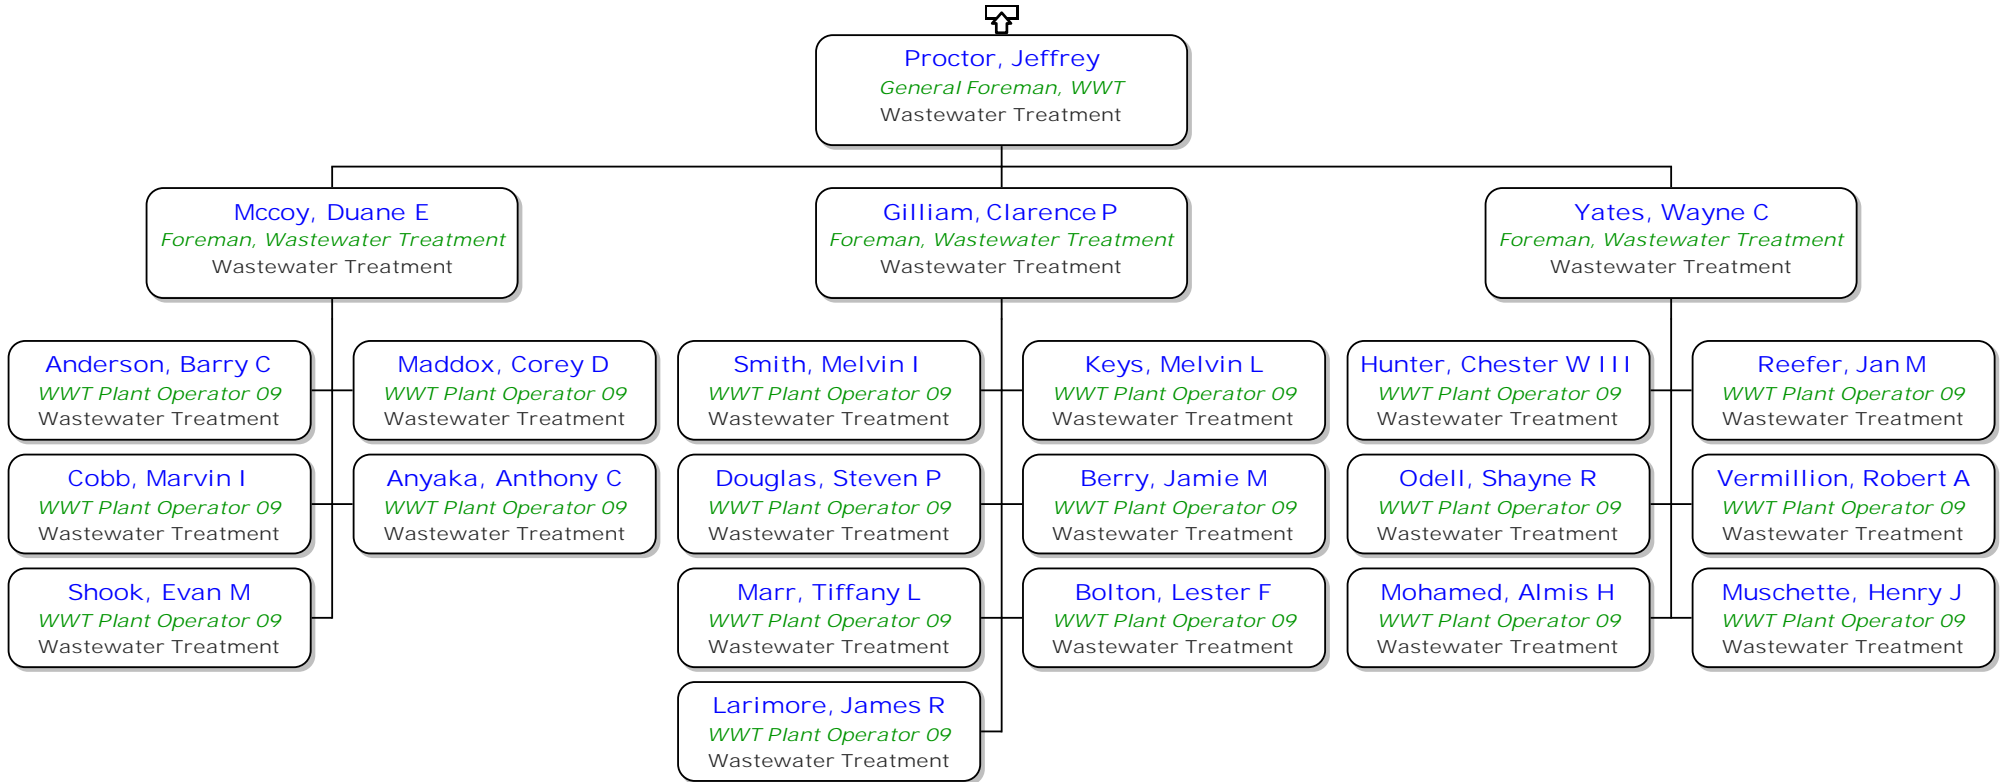 Proctor, Jeffrey
General Foreman, WWT
Wastewater Treatment
Mccoy, Duane E
Foreman, Wastewater Treatment
Wastewater Treatment
Gilliam, Clarence P
Foreman, Wastewater Treatment
Wastewater Treatment
Yates, Wayne C
Foreman, Wastewater Treatment
Wastewater Treatment
Anderson, Barry C
WWT Plant Operator 09
Wastewater Treatment
Maddox, Corey D
WWT Plant Operator 09
Wastewater Treatment
Smith, Melvin I
WWT Plant Operator 09
Wastewater Treatment
Keys, Melvin L
WWT Plant Operator 09
Wastewater Treatment
Hunter, Chester W III
WWT Plant Operator 09
Wastewater Treatment
Reefer, Jan M
WWT Plant Operator 09
Wastewater Treatment
Cobb, Marvin I
WWT Plant Operator 09
Wastewater Treatment
Anyaka, Anthony C
WWT Plant Operator 09
Wastewater Treatment
Douglas, Steven P
WWT Plant Operator 09
Wastewater Treatment
Berry, Jamie M
WWT Plant Operator 09
Wastewater Treatment
Odell, Shayne R
WWT Plant Operator 09
Wastewater Treatment
Vermillion, Robert A
WWT Plant Operator 09
Wastewater Treatment
Shook, Evan M
WWT Plant Operator 09
Wastewater Treatment
Marr, Tiffany L
WWT Plant Operator 09
Wastewater Treatment
Bolton, Lester F
WWT Plant Operator 09
Wastewater Treatment
Mohamed, Almis H
WWT Plant Operator 09
Wastewater Treatment
Muschette, Henry J
WWT Plant Operator 09
Wastewater Treatment
Larimore, James R
WWT Plant Operator 09
Wastewater Treatment